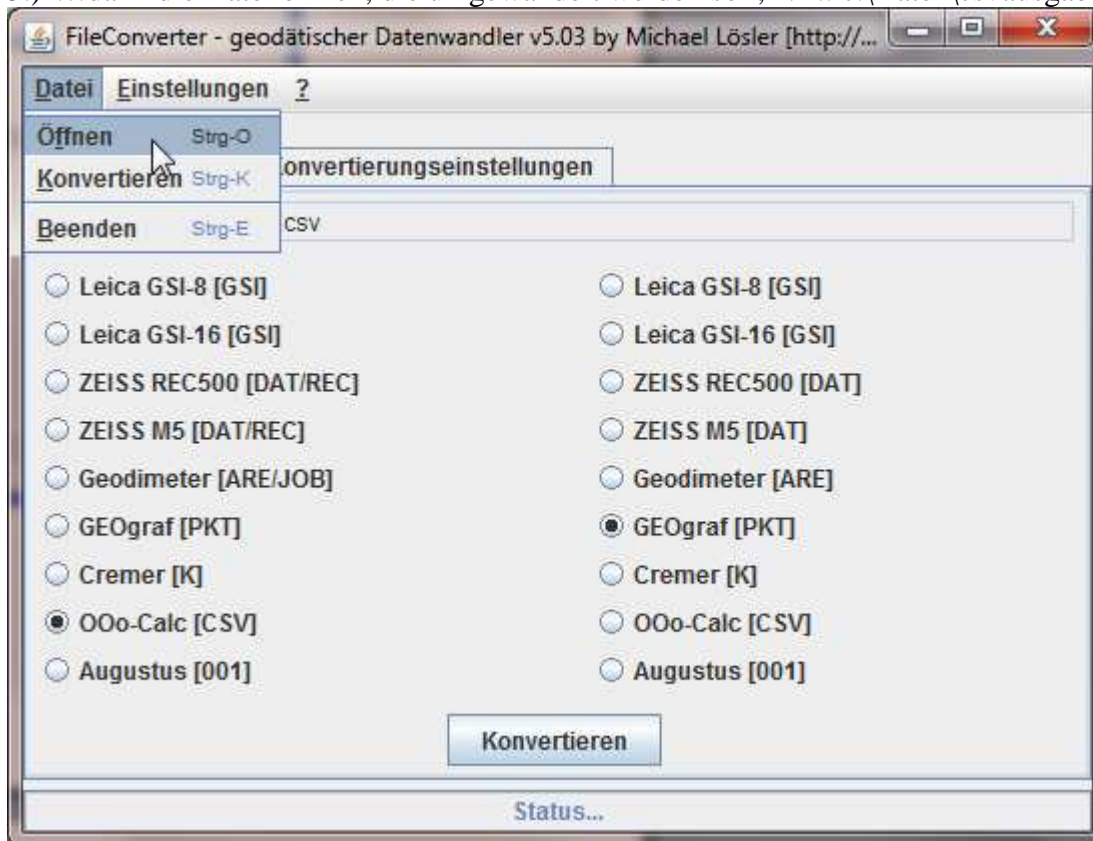 FileConverter - geodätischer Datenwandler v5.03 by Michael Lösler [http://...
Datei Einstellungen ?
Öffnen Strg-O
Konvertieren Strg-K
Beenden Strg-E
onvertierungseinstellungen
CSV
Leica GSI-8 [GSI] Leica GSI-8 [GSI]
Leica GSI-16 [GSI] Leica GSI-16 [GSI]
ZEISS REC500 [DAT/REC] ZEISS REC500 [DAT]
ZEISS M5 [DAT/REC] ZEISS M5 [DAT]
Geodimeter [ARE/JOB] Geodimeter [ARE]
GEOgraf [PKT] GEOgraf [PKT]
Cremer [K] Cremer [K]
OOo-Calc [CSV] OOo-Calc [CSV]
Augustus [001] Augustus [001]
Konvertieren
Status...